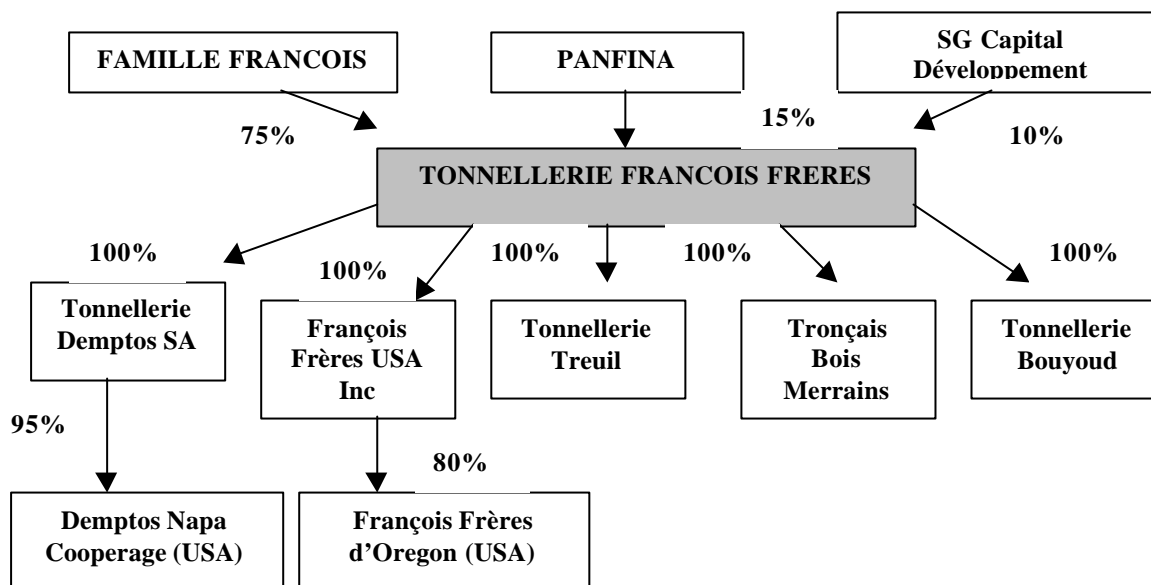 FAMILLE FRANCOIS
PANFINA
SG Capital
Développement
75%
15%
10%
TONNELLERIE FRANCOIS FRERES
100%
100%
100%
100%
100%
Tonnellerie
Demptos SA
François
Frères USA
Inc
Tonnellerie
Treuil
Tronçais
Bois
Merrains
Tonnellerie
Bouyoud
95%
80%
Demptos Napa
Cooperage (USA)
François Frères
d'Oregon (USA)